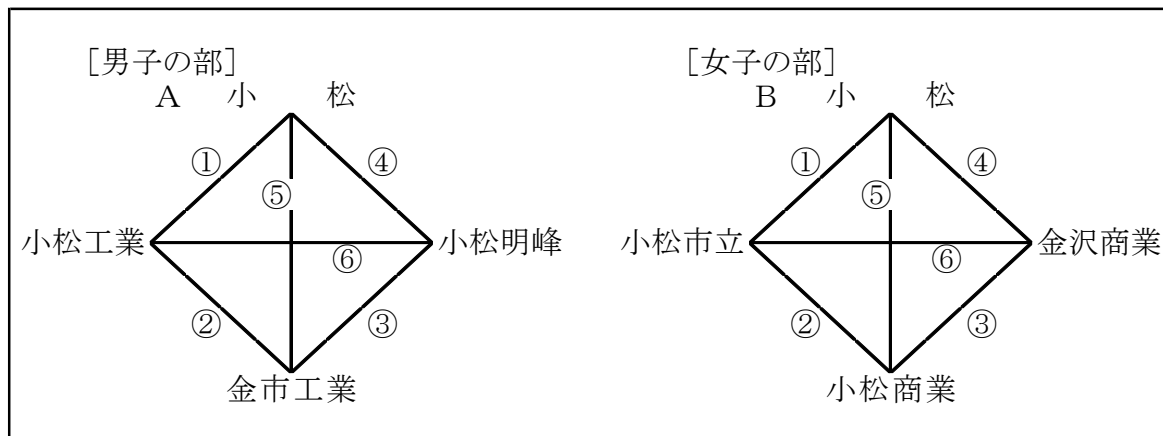 [男子の部]
A 小 松
① ④
⑤
小松工業 小松明峰
⑥
② ③
金市工業
[女子の部]
B 小 松
① ④
⑤
小松市立 金沢商業
⑥
② ③
小松商業